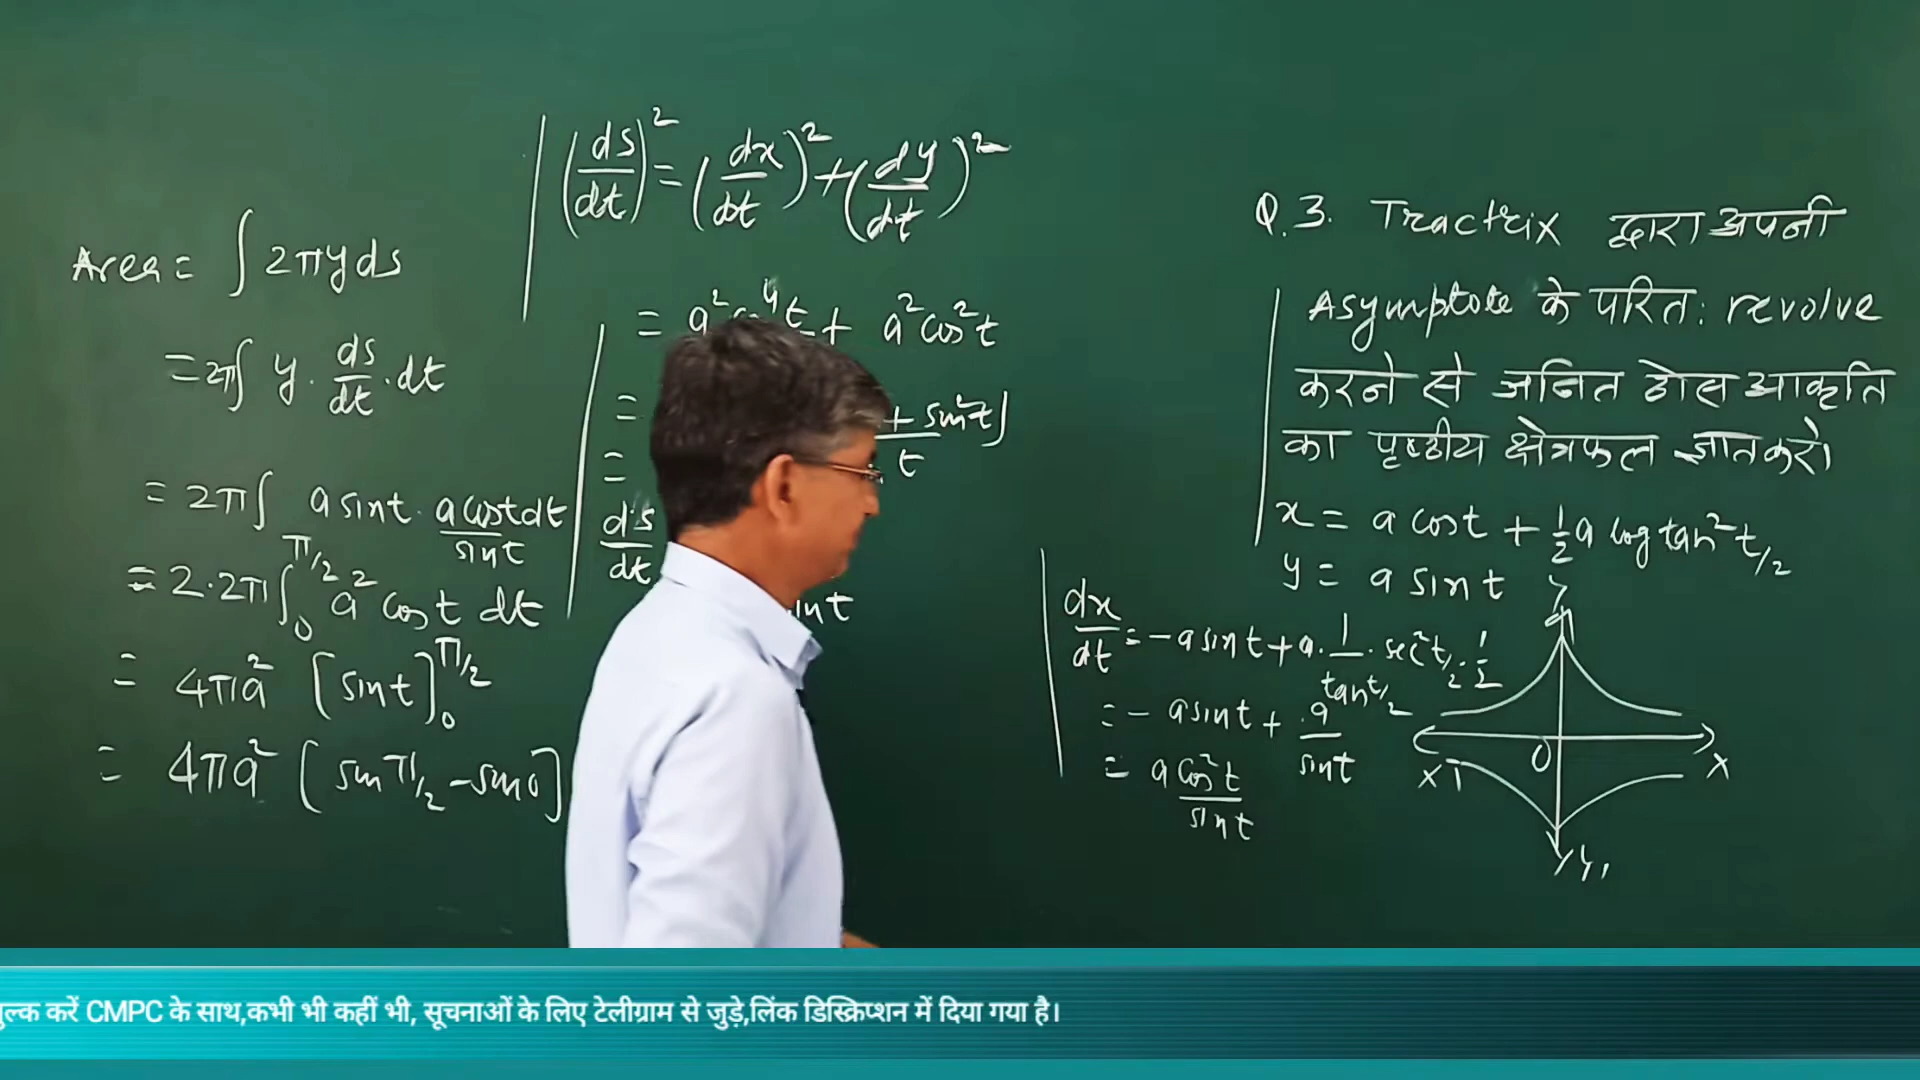 Area = ∫ 2πy ds
= 2π∫ y · ds/dt · dt
= 2π∫ a sin t · a cos t dt / sin t
= 2·2π ∫₀^π/2 a² cos t dt
= 4πa² [sin t]₀^π/2
= 4πa² [sin π/2 - sin 0]
(ds/dt)² = (dx/dt)² + (dy/dt)²
= a² t + a² cos² t
= + sin² t]
= t
ds/dt
Q.3. Tractrix द्वारा अपनी
Asymptote के परित: revolve
करने से जनित ठोस आकृति
का पृष्ठीय क्षेत्रफल ज्ञात करो।
x = a cos t + 1/2 a log tan² t/2
y = a sin t
dx/dt = - a sin t + a · 1/tan t/2 · sec² t/2 · 1/2
= - a sin t + a/sin t
= a cos² t / sin t
Y
O
X
X1
Y1
CMPC के साथ,कभी भी कहीं भी, सूचनाओं के लिए टेलीग्राम से जुड़े,लिंक डिस्क्रिप्शन में दिया गया है।